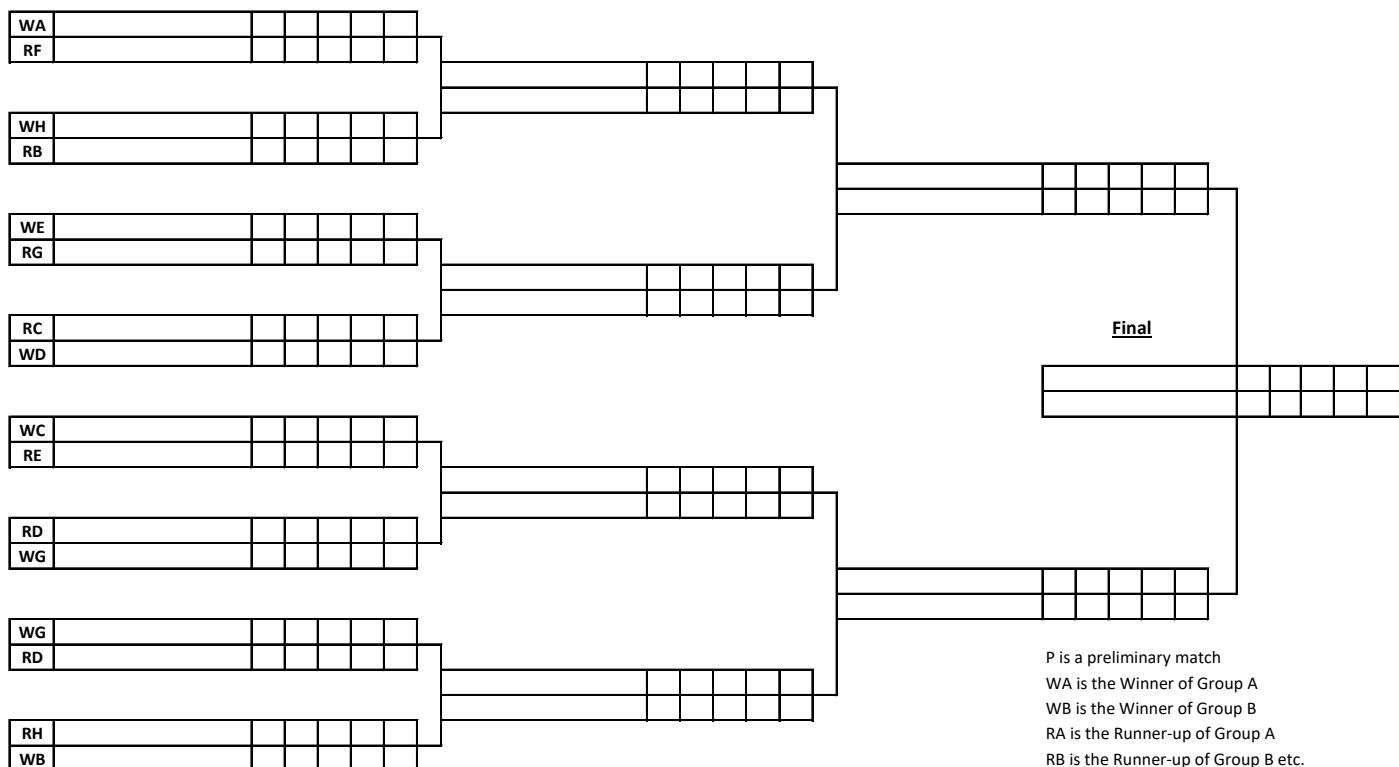 WA
RF
WH
RB
WE
RG
RC
WD
Final
WC
RE
RD
WG
WG
RD
P is a preliminary match
WA is the Winner of Group A
WB is the Winner of Group B
RH
RA is the Runner-up of Group A
WB
RB is the Runner-up of Group B etc.